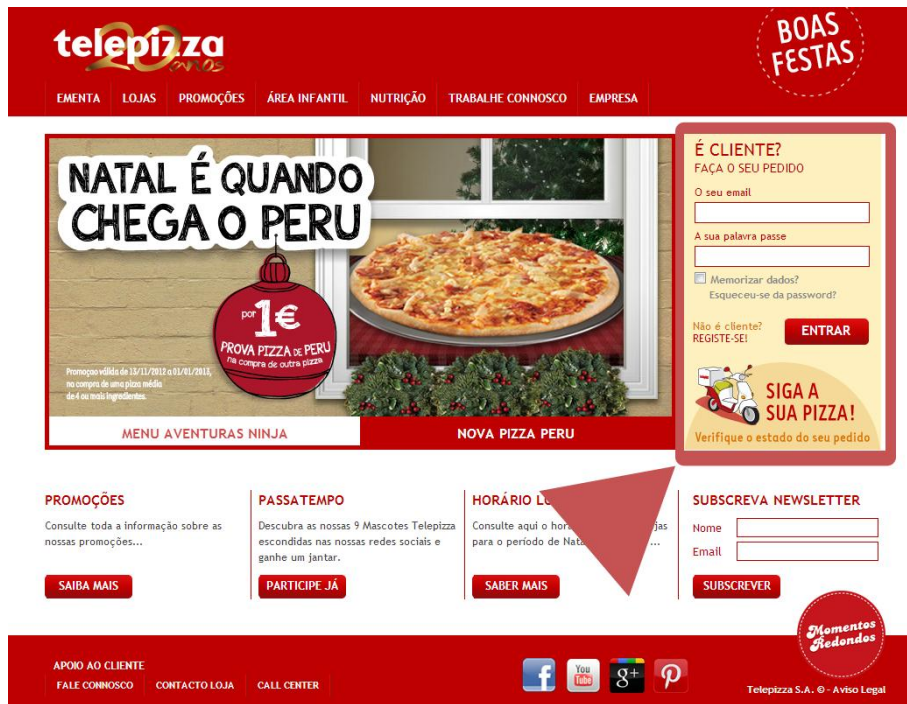 telepizza
20 anos
BOAS
FESTAS
EMENTA LOJAS PROMOÇÕES ÁREA INFANTIL NUTRIÇÃO TRABALHE CONNOSCO EMPRESA
NATAL É QUANDO
CHEGA O PERU
por 1€
PROVA PIZZA DE PERU
na compra de outra pizza
Promoçao válida de 13/11/2012 a 01/01/2013,
na compra de uma pizza média
de 4 ou mais ingredientes.
MENU AVENTURAS NINJA
NOVA PIZZA PERU
É CLIENTE?
FAÇA O SEU PEDIDO
O seu email
A sua palavra passe
Memorizar dados?
Esqueceu-se da password?
Não é cliente?
REGISTE-SE!
ENTRAR
SIGA A
SUA PIZZA!
Verifique o estado do seu pedido
PROMOÇÕES
Consulte toda a informação sobre as
nossas promoções...
SAIBA MAIS
PASSATEMPO
Descubra as nossas 9 Mascotes Telepizza
escondidas nas nossas redes sociais e
ganhe um jantar.
PARTICIPE JÁ
HORÁRIO
Consulte aqui o
para o período de
...
SABER MAIS
SUBSCREVA NEWSLETTER
Nome
Email
SUBSCREVER
Momentos
Redondos
APOIO AO CLIENTE
FALE CONNOSCO CONTACTO LOJA CALL CENTER
f
You
Tube
g+
Telepizza S.A. © - Aviso Legal